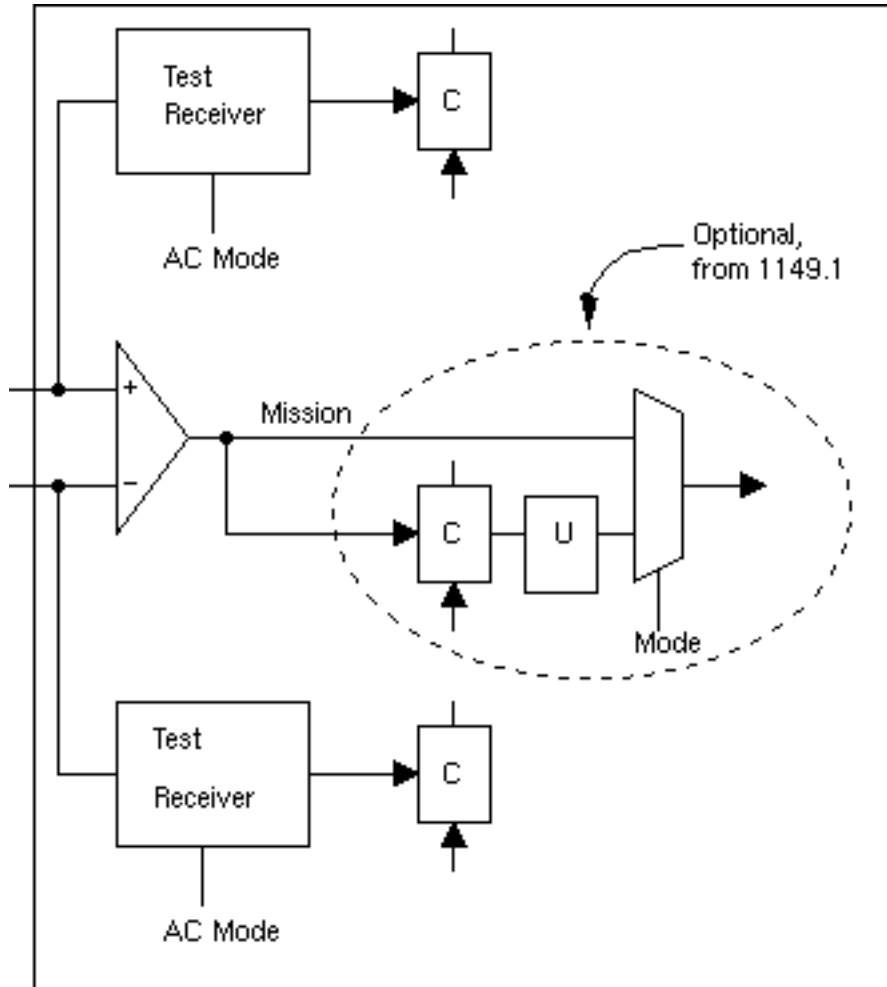 Test
Receiver
C
AC Mode
Optional,
from 1149.1
+
Mission
−
C
U
Mode
Test
Receiver
C
AC Mode